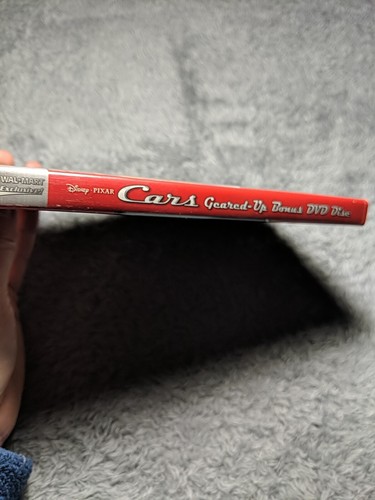 WAL-MART
Exclusive!
Disney · PIXAR Cars Geared-Up Bonus DVD Disc